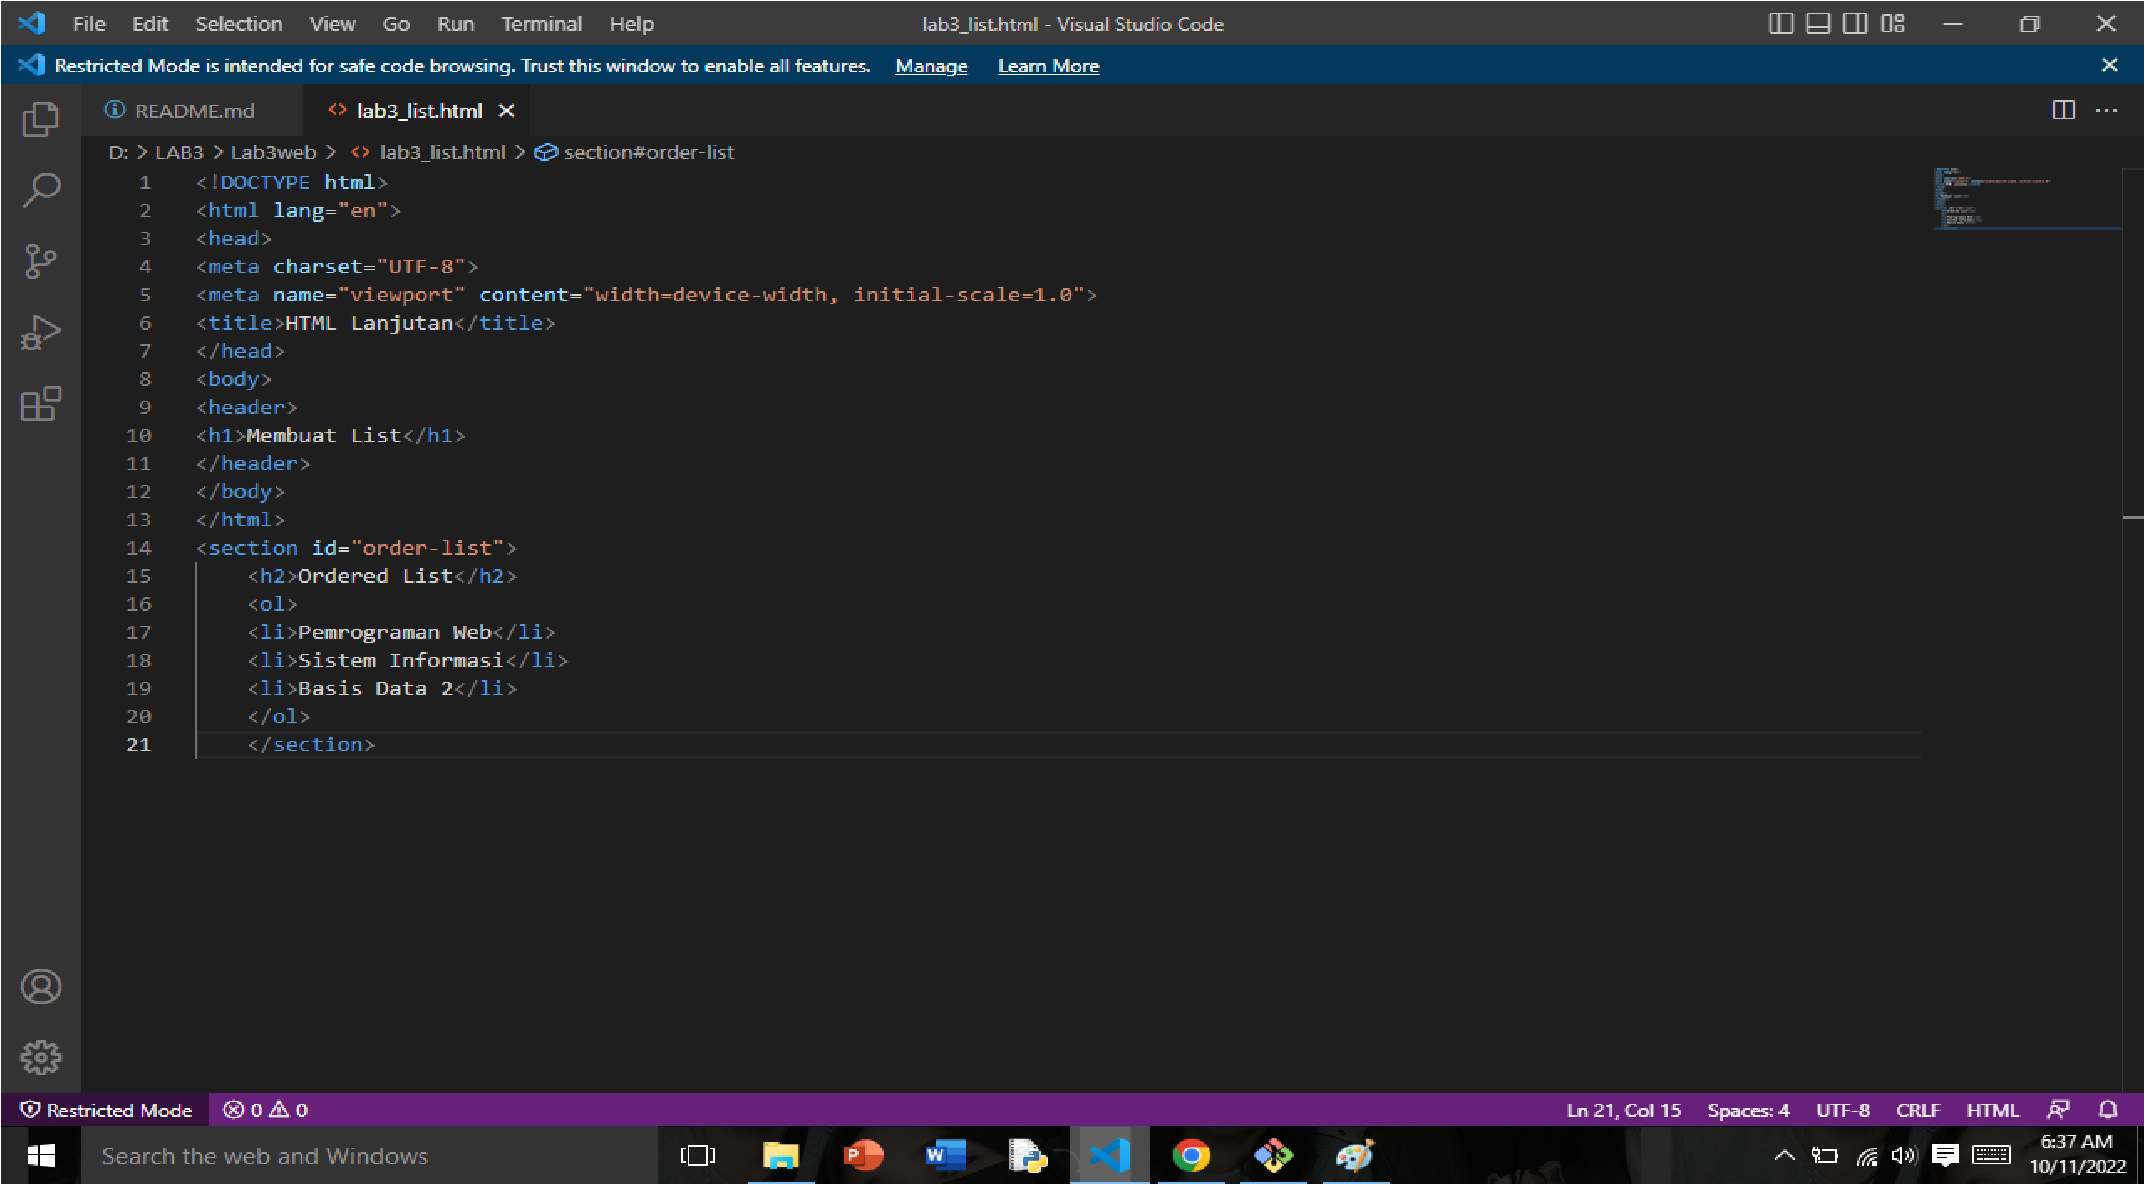 File Edit Selection View Go Run Terminal Help lab3_list.html - Visual Studio Code
Restricted Mode is intended for safe code browsing. Trust this window to enable all features. Manage Learn More
README.md lab3_list.html
D: > LAB3 > Lab3web > lab3_list.html > section#order-list
1 <!DOCTYPE html>
2 <html lang="en">
3 <head>
4 <meta charset="UTF-8">
5 <meta name="viewport" content="width=device-width, initial-scale=1.0">
6 <title>HTML Lanjutan</title>
7 </head>
8 <body>
9 <header>
10 <h1>Membuat List</h1>
11 </header>
12 </body>
13 </html>
14 <section id="order-list">
15 <h2>Ordered List</h2>
16 <ol>
17 <li>Pemrograman Web</li>
18 <li>Sistem Informasi</li>
19 <li>Basis Data 2</li>
20 </ol>
21 </section>
Restricted Mode 0 0 Ln 21, Col 15 Spaces: 4 UTF-8 CRLF HTML
Search the web and Windows
6:37 AM
10/11/2022